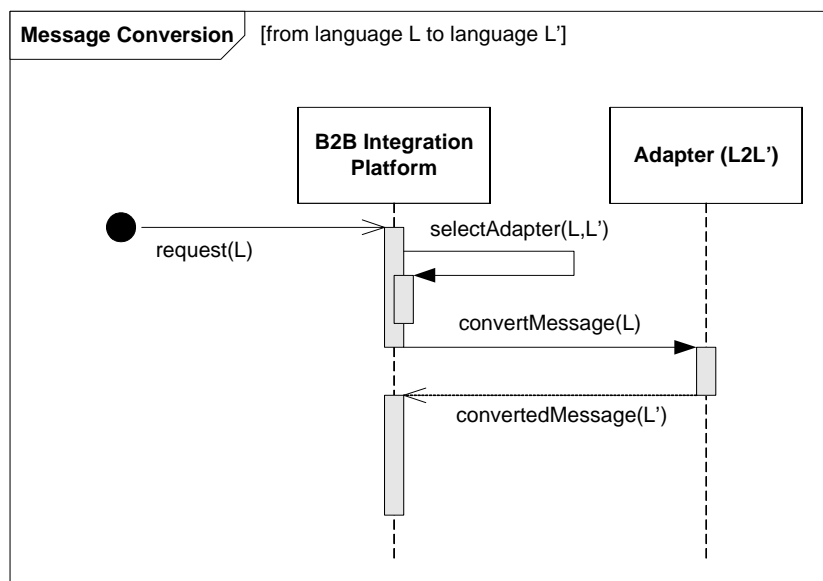 Message Conversion
[from language L to language L’]
B2B Integration
Platform
Adapter (L2L’)
selectAdapter(L,L’)
request(L)
convertMessage(L)
convertedMessage(L’)